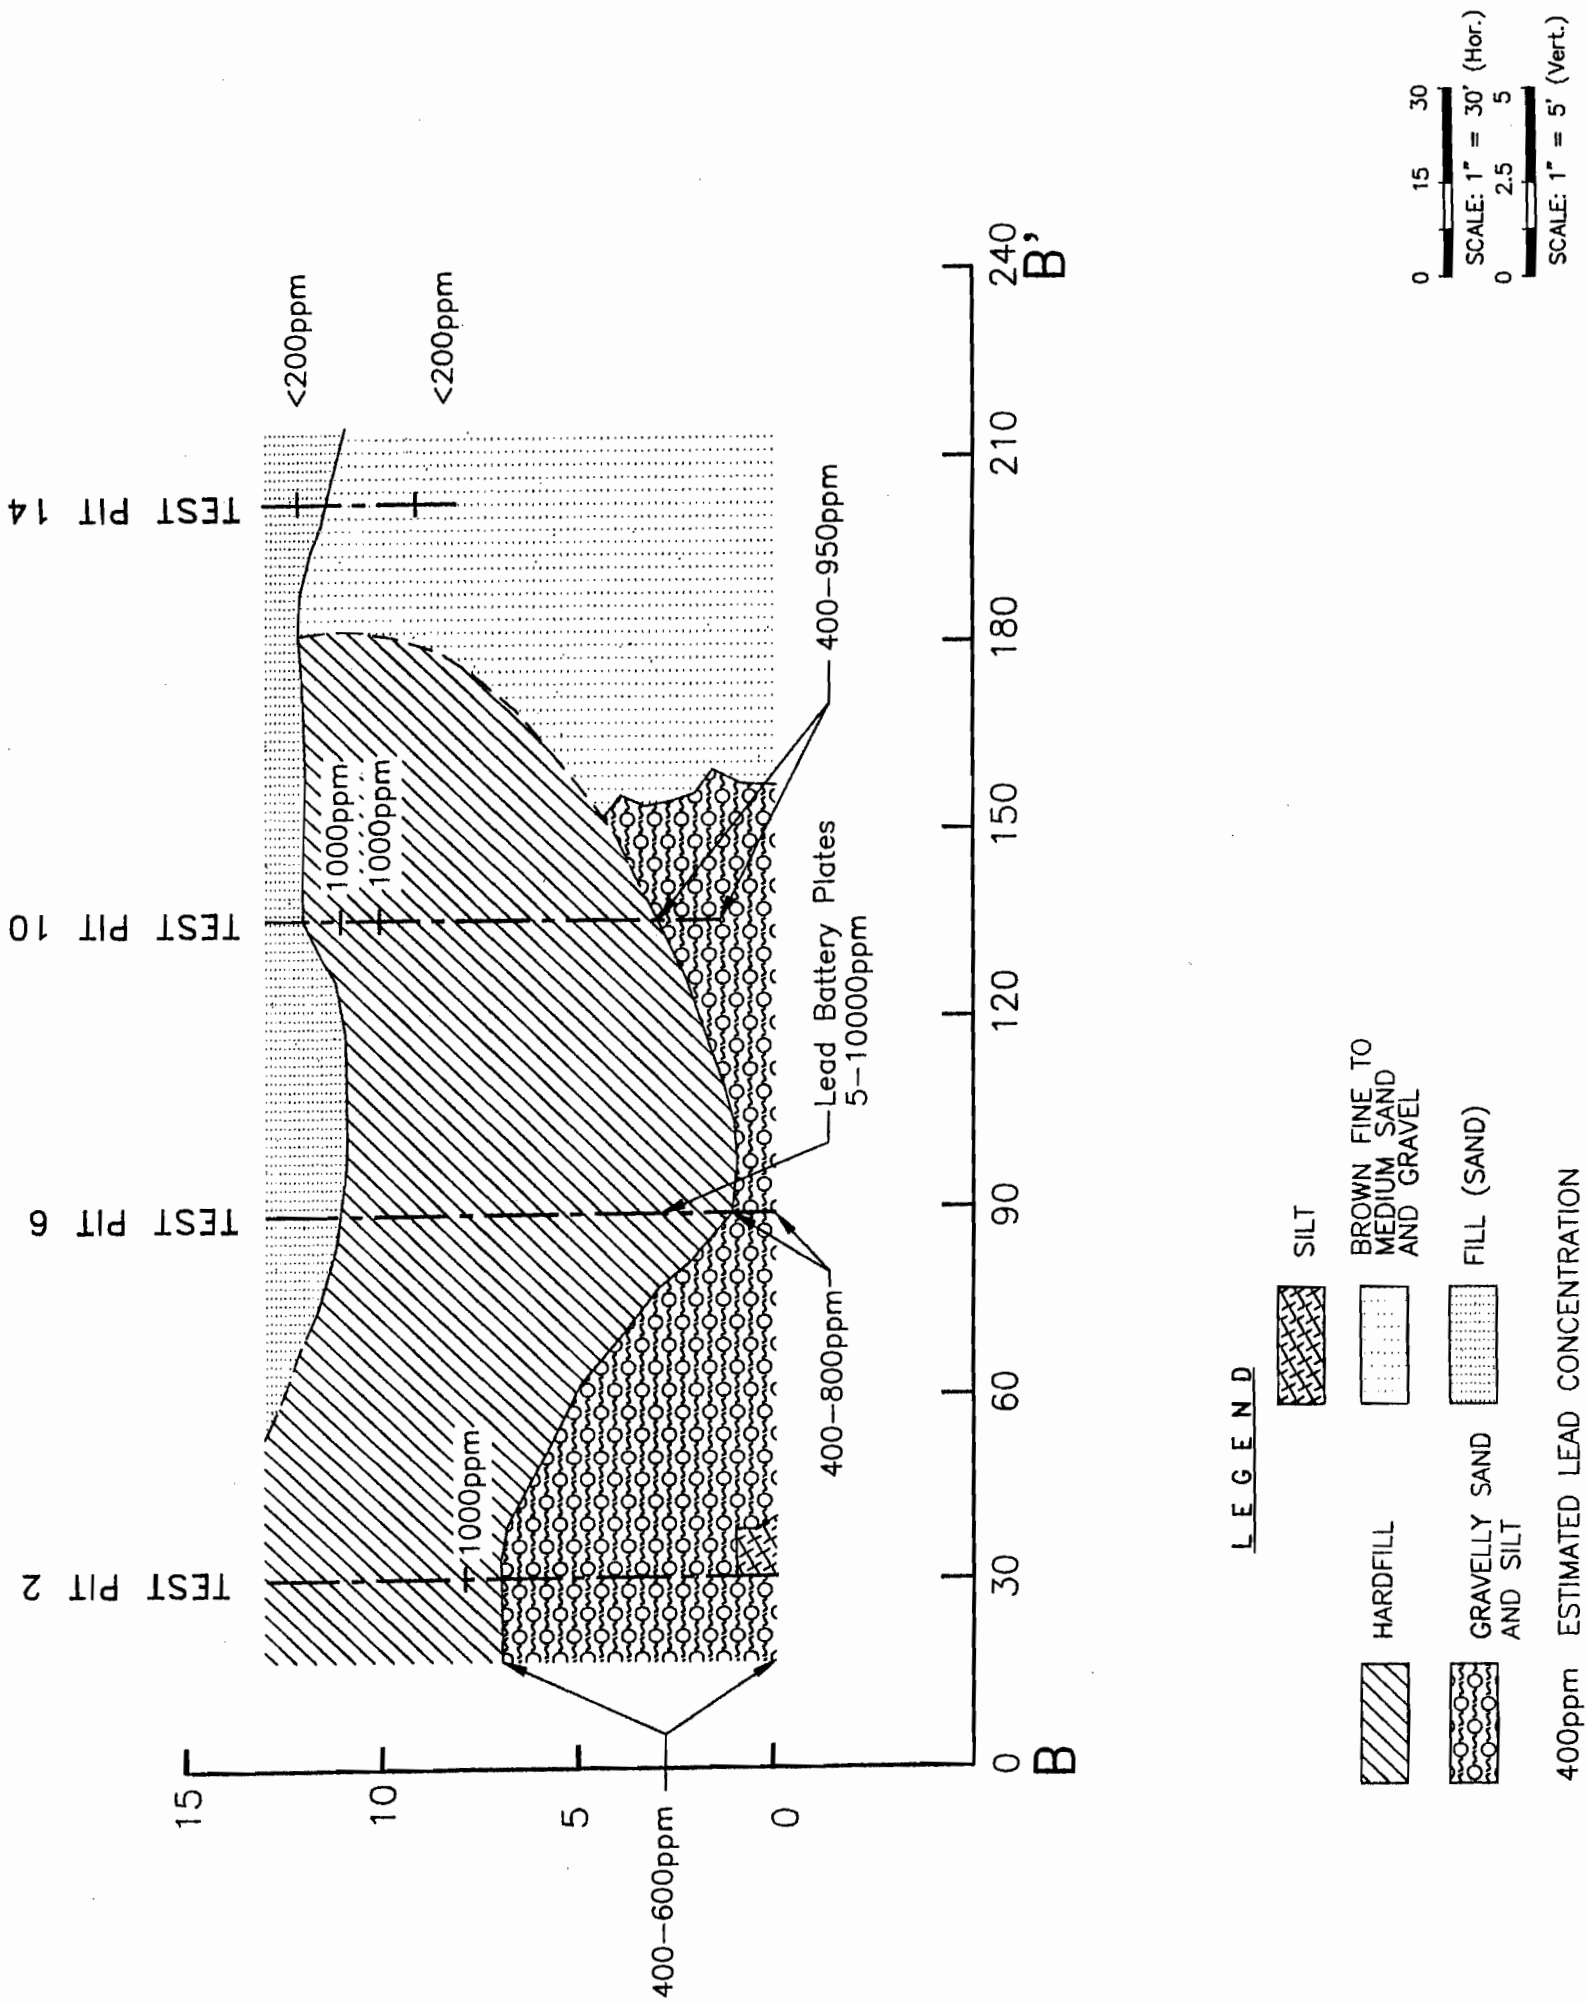 TEST PIT 2
TEST PIT 6
TEST PIT 10
TEST PIT 14
<200ppm
<200ppm
1000ppm
1000ppm
1000ppm
15
10
5
0
400-600ppm
400-800ppm
Lead Battery Plates
5-10000ppm
400-950ppm
0
30
60
90
120
150
180
210
240
B
B'
LEGEND
HARDFILL
SILT
GRAVELLY SAND
AND SILT
BROWN FINE TO
MEDIUM SAND
AND GRAVEL
FILL (SAND)
400ppm ESTIMATED LEAD CONCENTRATION
0 15 30
SCALE: 1" = 30' (Hor.)
0 2.5 5
SCALE: 1" = 5' (Vert.)